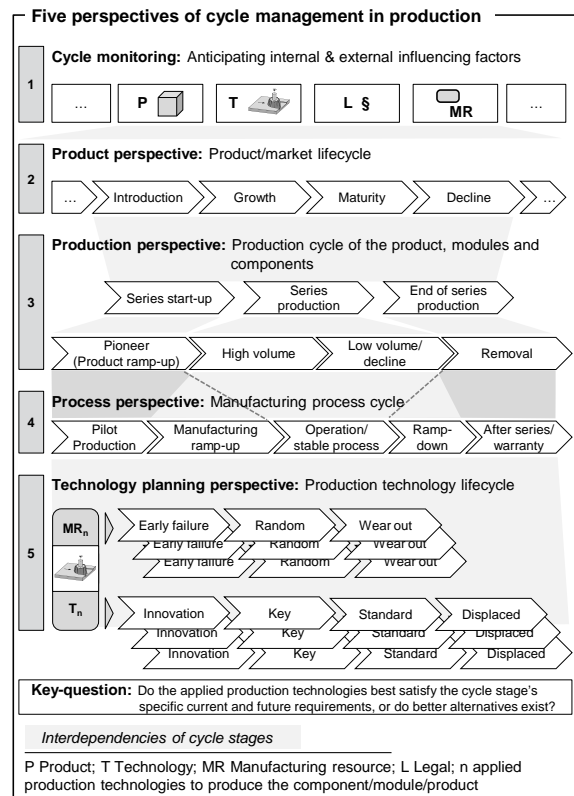 Five perspectives of cycle management in production
1
Cycle monitoring: Anticipating internal & external influencing factors
… P T L § MR …
2
Product perspective: Product/market lifecycle
… Introduction Growth Maturity Decline …
3
Production perspective: Production cycle of the product, modules and
components
Series start-up Series production End of series production
Pioneer (Product ramp-up) High volume Low volume/ decline Removal
4
Process perspective: Manufacturing process cycle
Pilot Production Manufacturing ramp-up Operation/ stable process Ramp-down After series/ warranty
5
Technology planning perspective: Production technology lifecycle
MRn
Early failure Random Wear out
Early failure Random Wear out
Early failure Random Wear out
Tn
Innovation Key Standard Displaced
Innovation Key Standard Displaced
Innovation Key Standard Displaced
Key-question: Do the applied production technologies best satisfy the cycle stage's
specific current and future requirements, or do better alternatives exist?
Interdependencies of cycle stages
P Product; T Technology; MR Manufacturing resource; L Legal; n applied
production technologies to produce the component/module/product